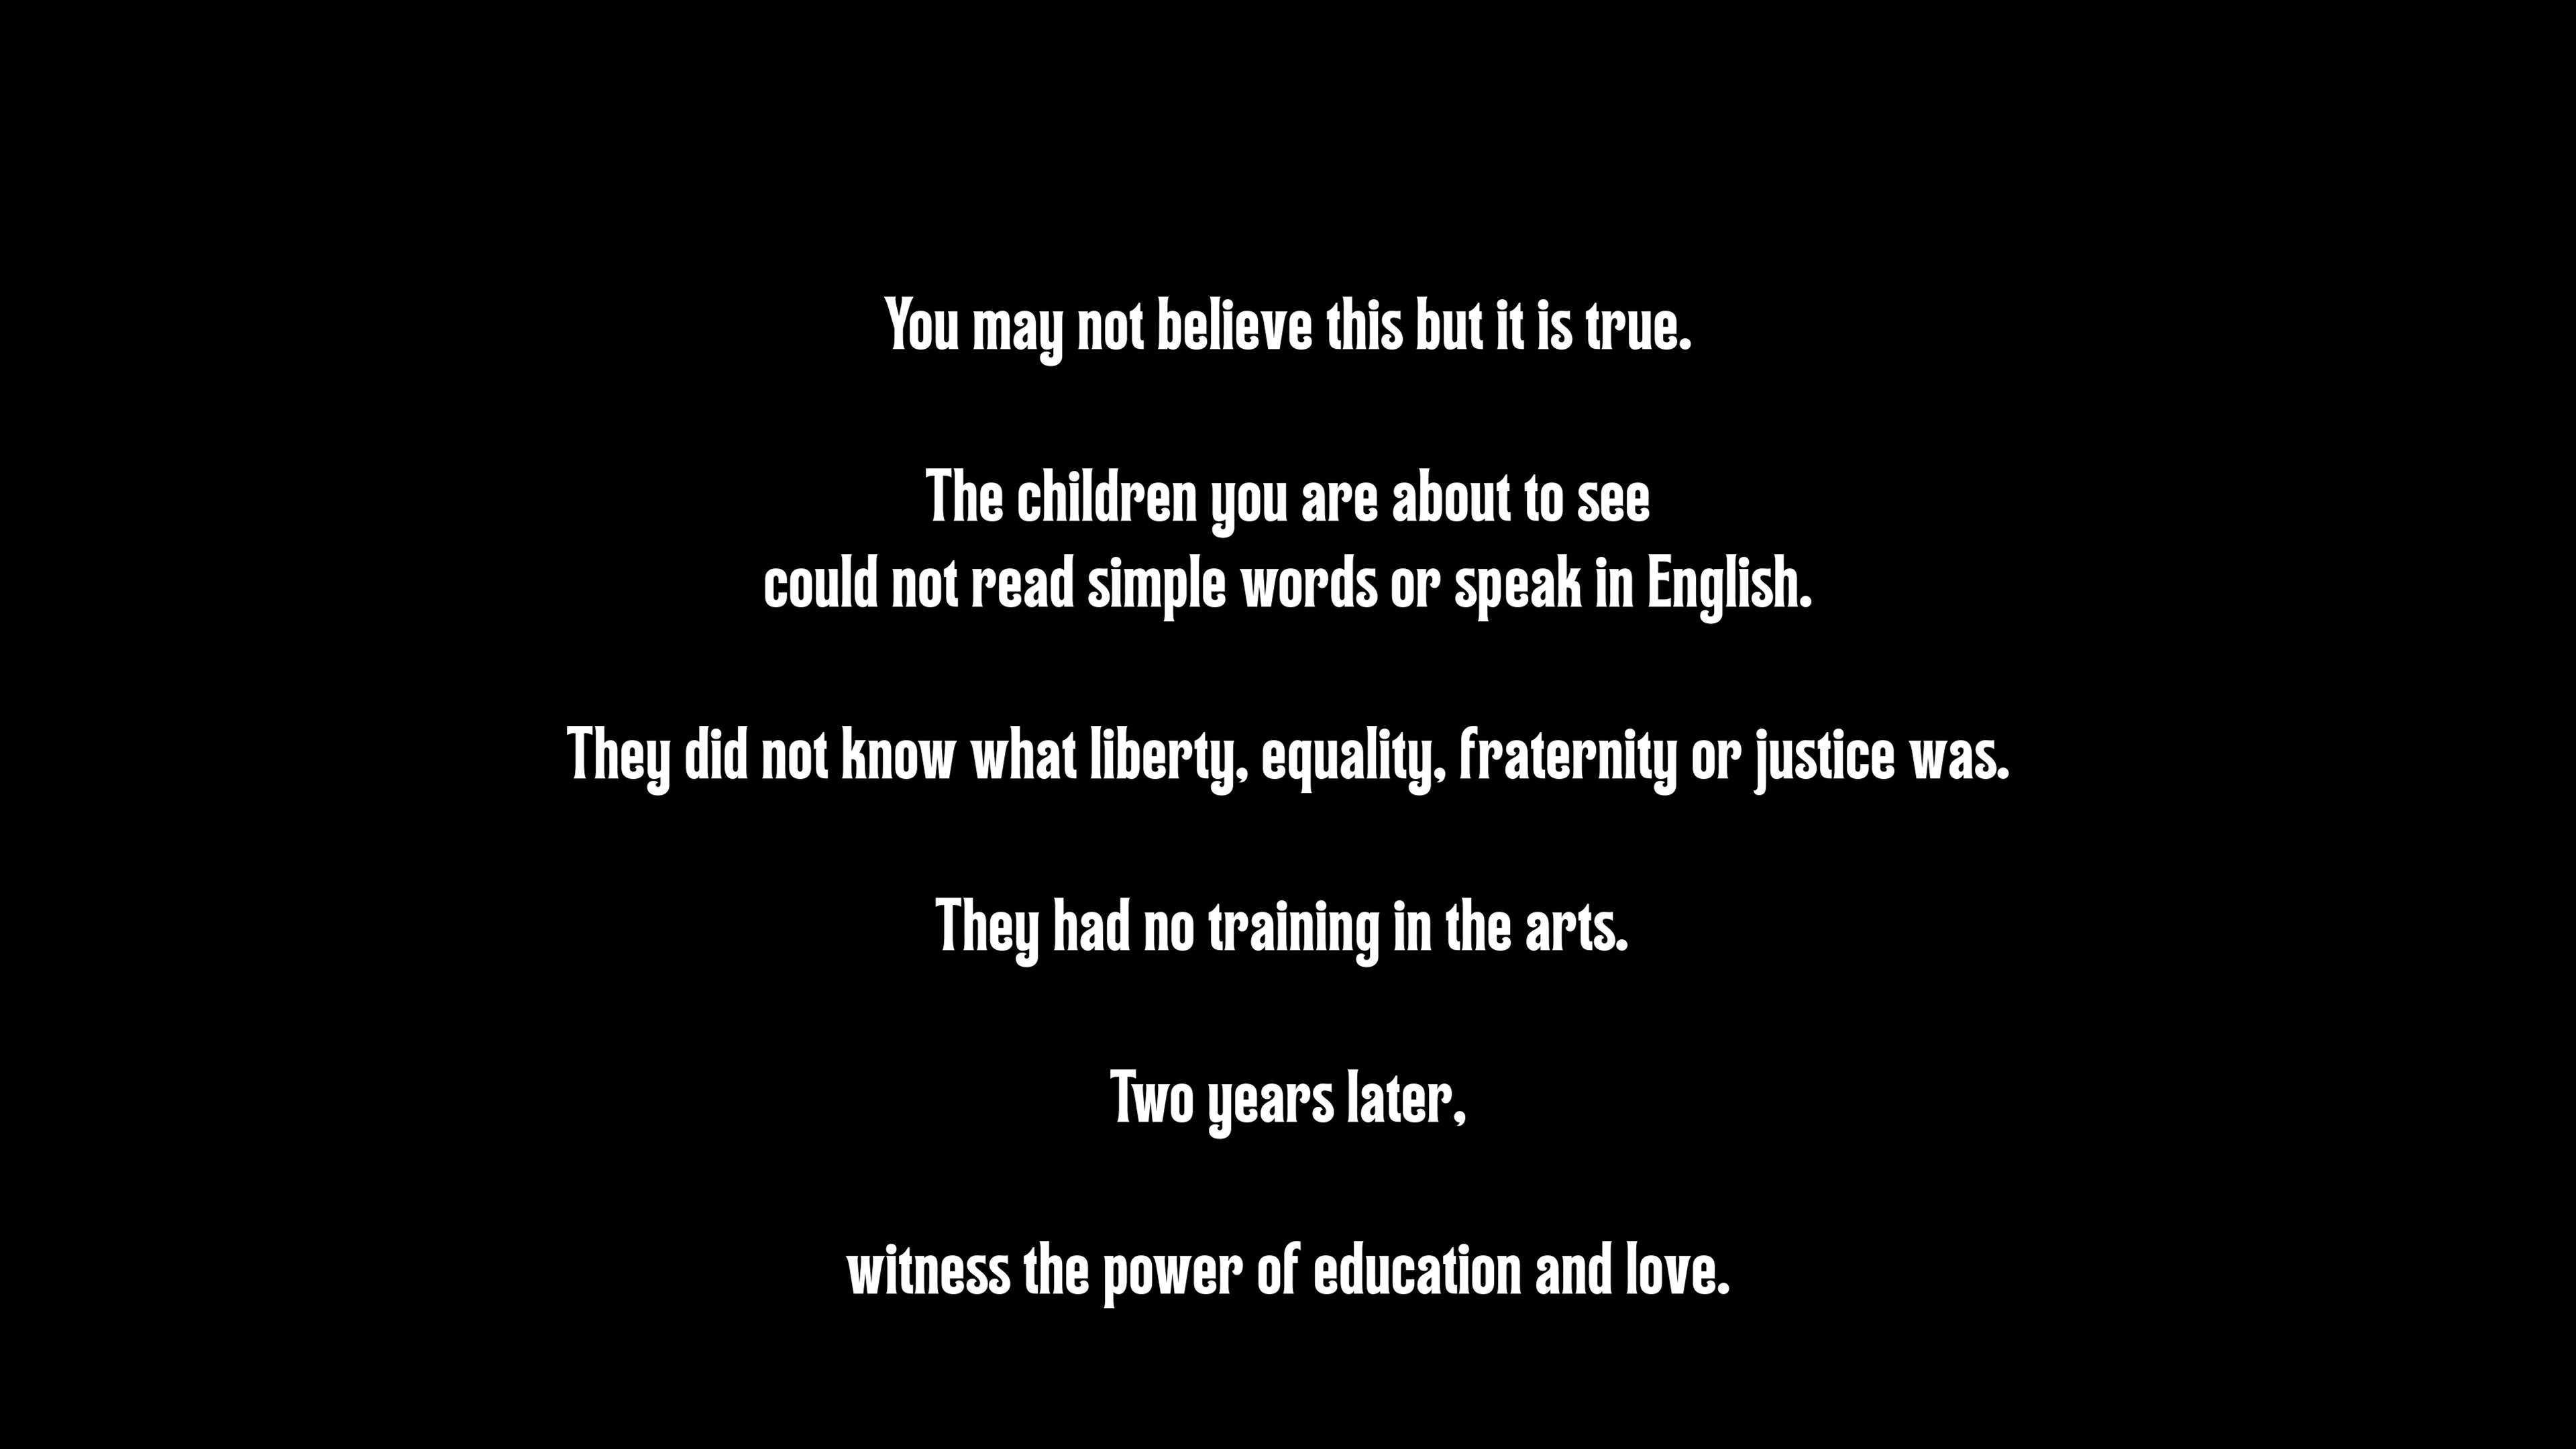 You may not believe this but it is true.
The children you are about to see
could not read simple words or speak in English.
They did not know what liberty, equality, fraternity or justice was.
They had no training in the arts.
Two years later,
witness the power of education and love.